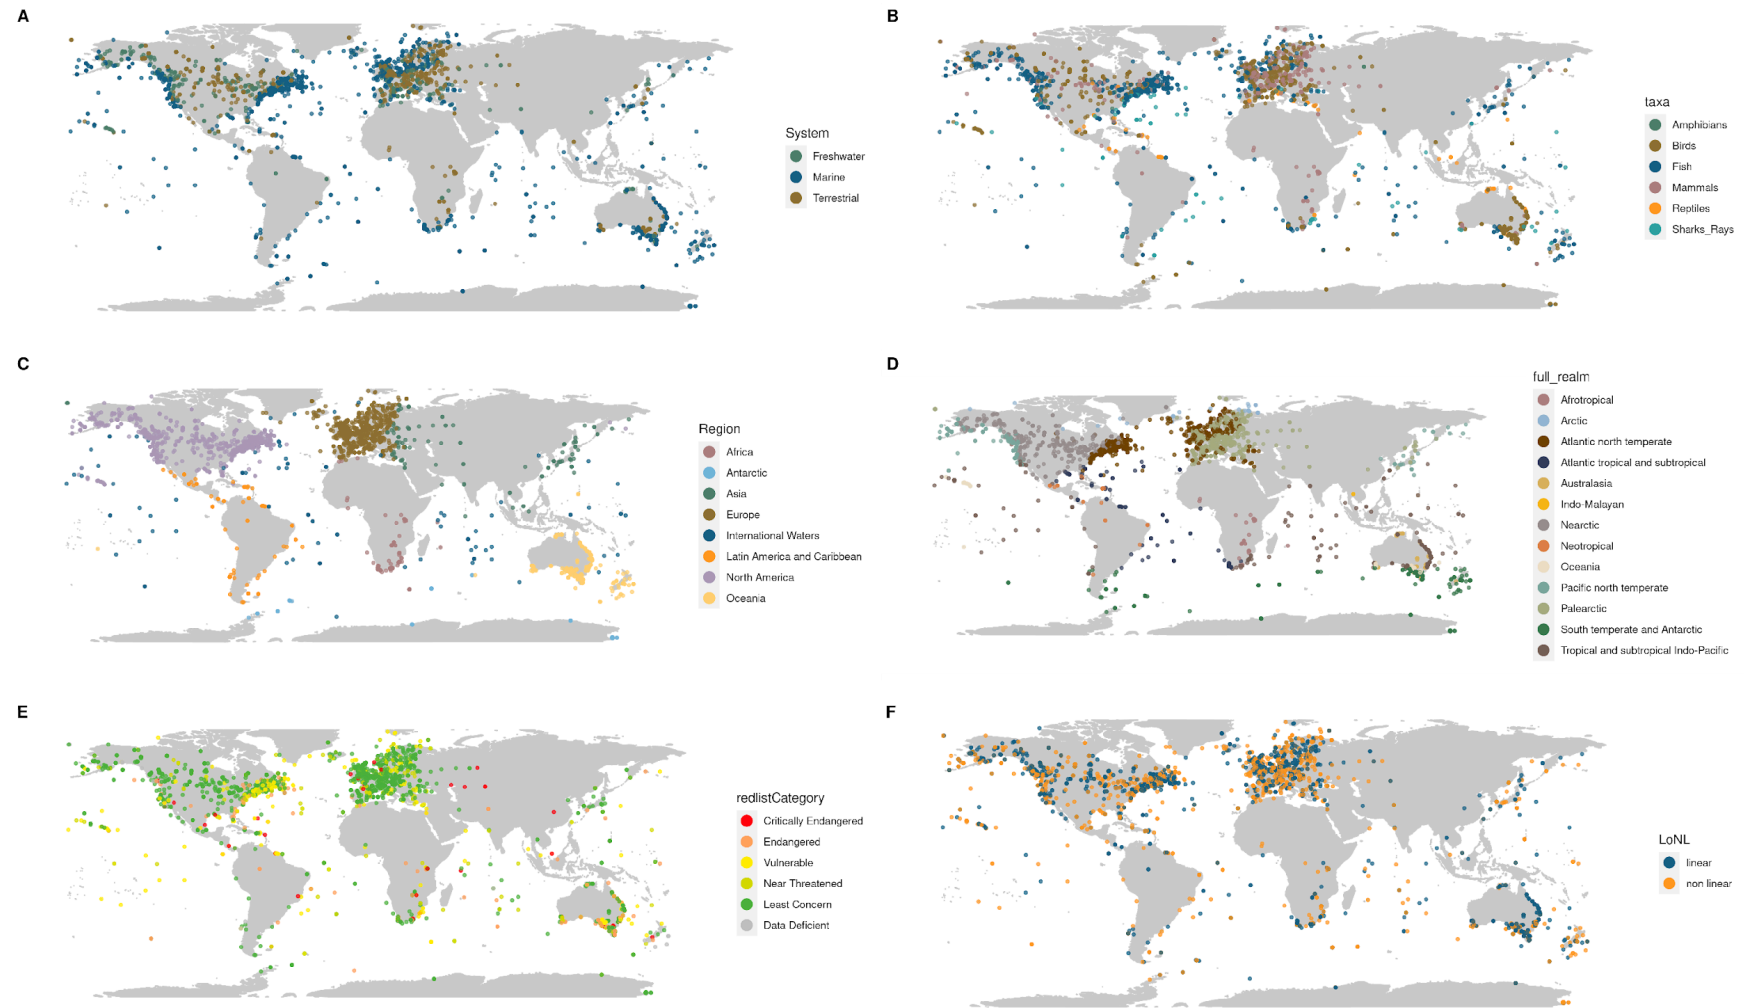 A
System
Freshwater
Marine
Terrestrial
B
taxa
Amphibians
Birds
Fish
Mammals
Reptiles
Sharks_Rays
C
Region
Africa
Antarctic
Asia
Europe
International Waters
Latin America and Caribbean
North America
Oceania
D
full_realm
Afrotropical
Arctic
Atlantic north temperate
Atlantic tropical and subtropical
Australasia
Indo-Malayan
Nearctic
Neotropical
Oceania
Pacific north temperate
Palearctic
South temperate and Antarctic
Tropical and subtropical Indo-Pacific
E
redlistCategory
Critically Endangered
Endangered
Vulnerable
Near Threatened
Least Concern
Data Deficient
F
LoNL
linear
non linear